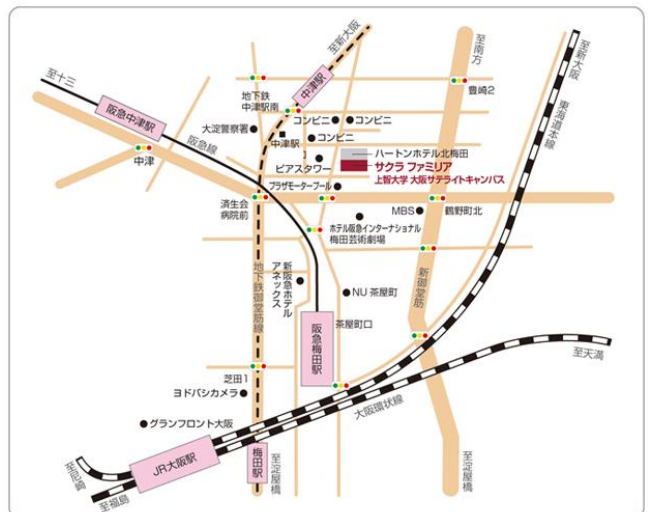 至新大阪
至南方
至新大阪
至十三
中津駅
東海道本線
豊崎2
阪急中津駅
地下鉄
中津駅南
コンビニ
コンビニ
大淀警察署
中津駅
コンビニ
阪急線
中津
ピアスタワー
ハートンホテル北梅田
サクラ ファミリア
上智大学 大阪サテライトキャンパス
プラザモータープール
済生会
病院前
MBS
鶴野町北
ホテル阪急インターナショナル
梅田芸術劇場
地下鉄御堂筋線
新阪急ホテル
アネックス
新御堂筋
NU 茶屋町
阪急梅田駅
茶屋町口
至天満
芝田1
ヨドバシカメラ
大阪環状線
グランフロント大阪
JR大阪駅
梅田駅
至淀屋橋
至淀屋橋
至尼崎
至福島